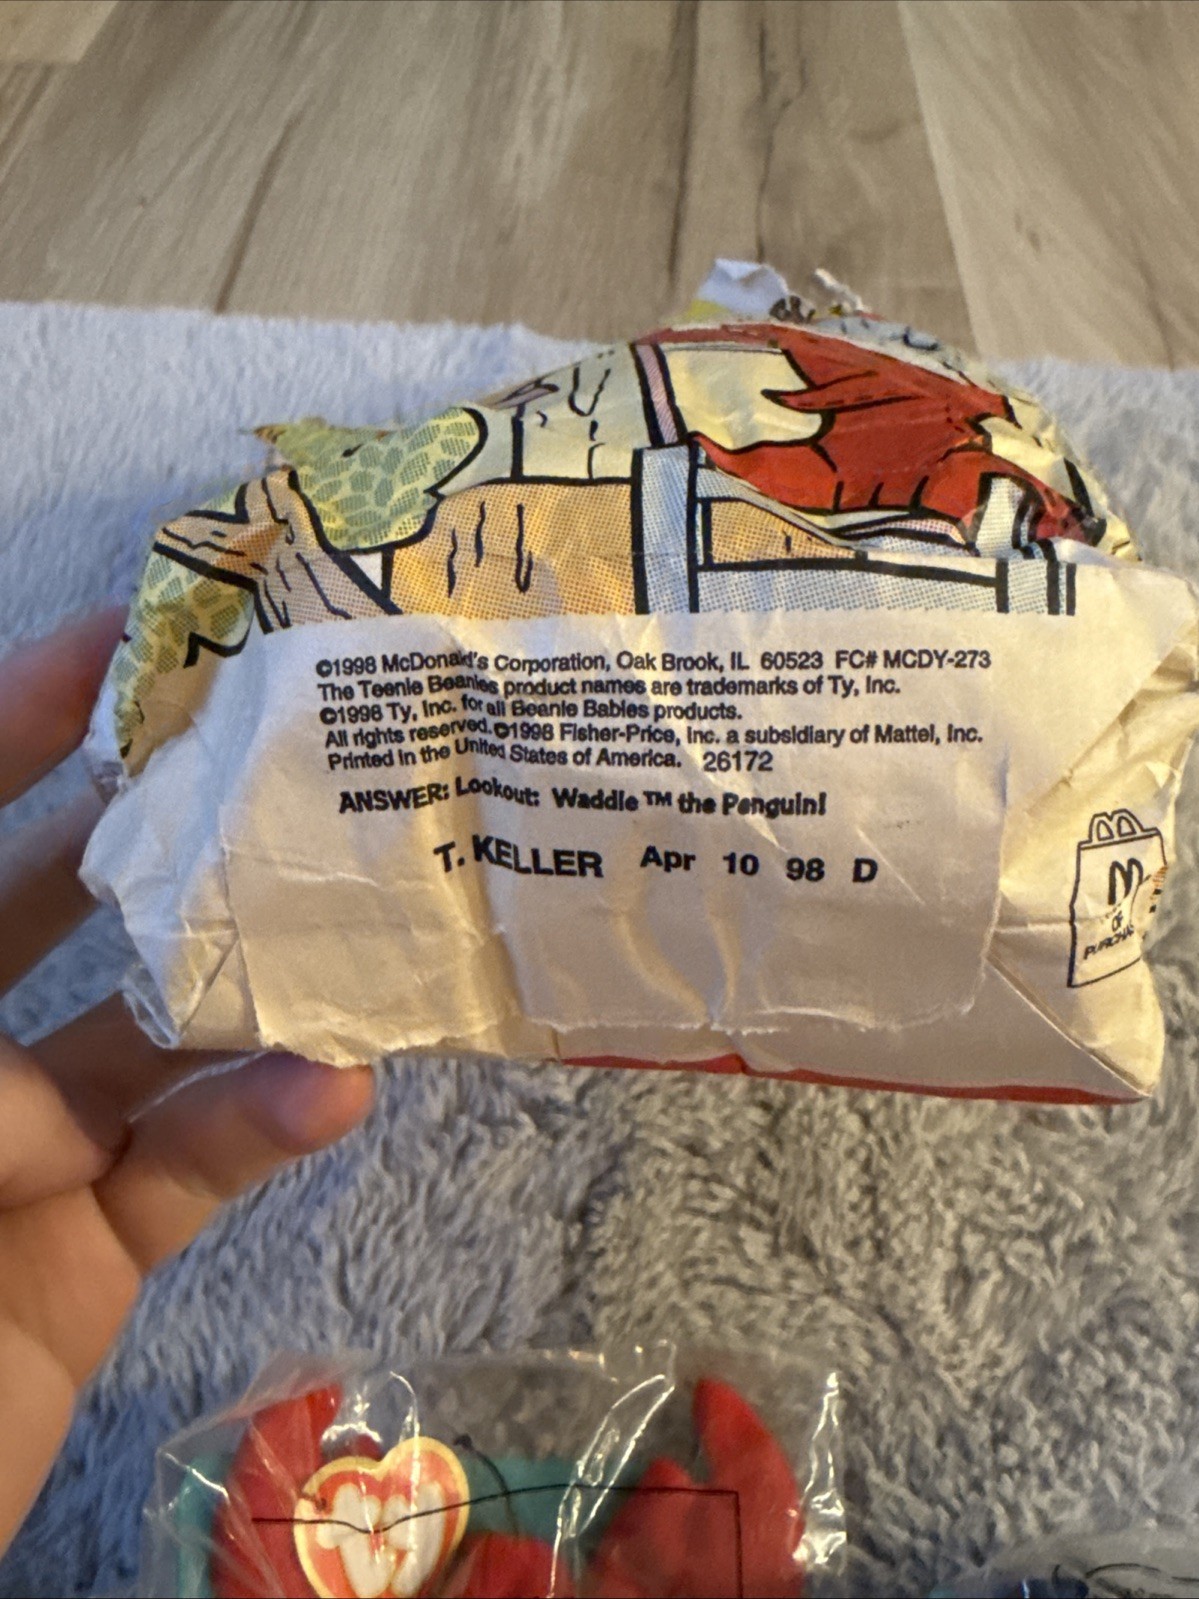 ©1998 McDonald's Corporation, Oak Brook, IL 60523 FC# MCDY-273
The Teenie Beanies product names are trademarks of Ty, Inc.
©1998 Ty, Inc. for all Beanie Babies products.
All rights reserved. ©1998 Fisher-Price, Inc. a subsidiary of Mattel, Inc.
Printed in the United States of America. 26172
ANSWER: Lookout: Waddle™ the Penguin!
T. KELLER Apr 10 98 D
OF